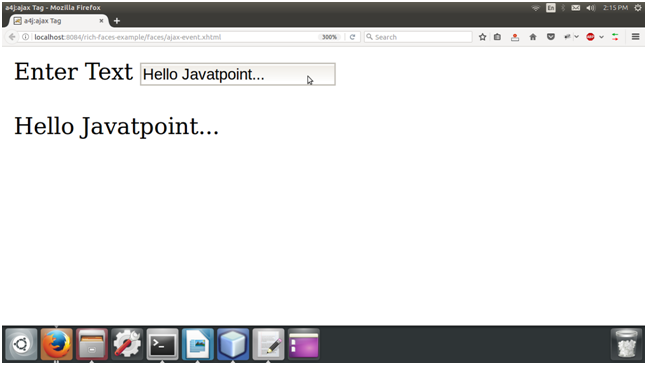 a4j:ajax Tag - Mozilla Firefox
En
2:15 PM
a4j:ajax Tag
localhost:8084/rich-faces-example/faces/ajax-event.xhtml
300%
Search
Enter Text Hello Javatpoint...
Hello Javatpoint...